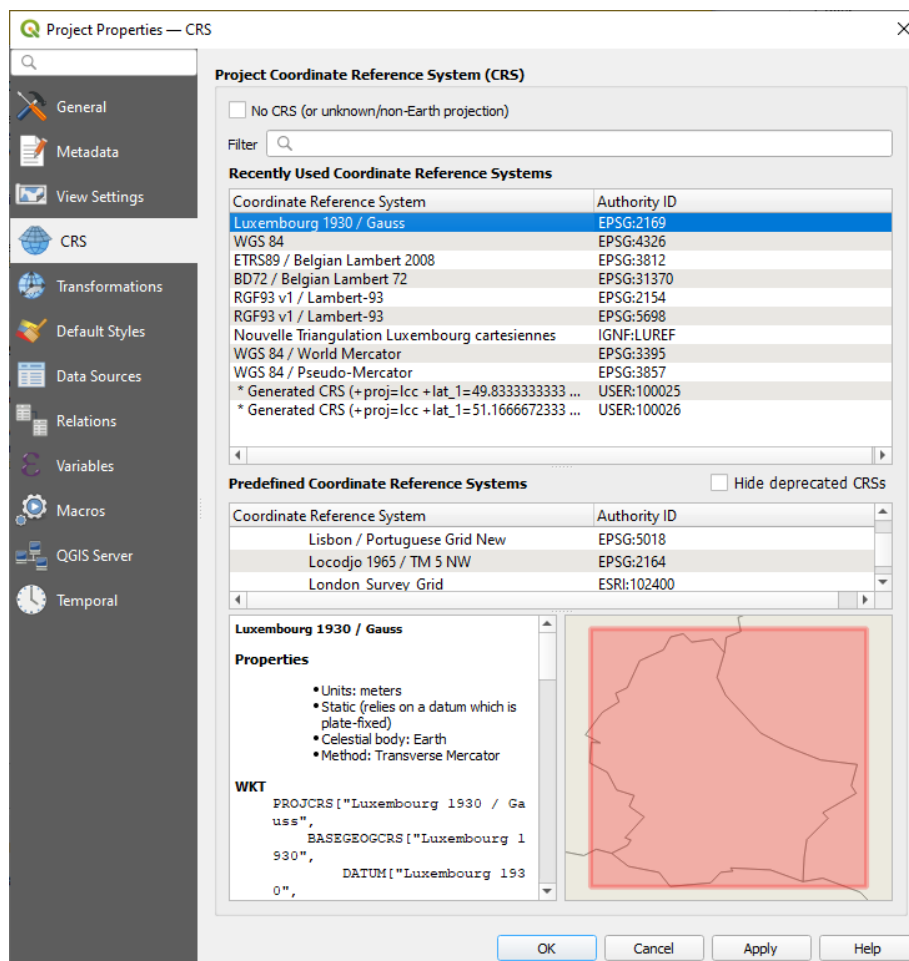 Project Properties — CRS
General
Metadata
View Settings
CRS
Transformations
Default Styles
Data Sources
Relations
Variables
Macros
QGIS Server
Temporal
Project Coordinate Reference System (CRS)
No CRS (or unknown/non-Earth projection)
Filter
Recently Used Coordinate Reference Systems
Coordinate Reference System Authority ID
Luxembourg 1930 / Gauss EPSG:2169
WGS 84 EPSG:4326
ETRS89 / Belgian Lambert 2008 EPSG:3812
BD72 / Belgian Lambert 72 EPSG:31370
RGF93 v1 / Lambert-93 EPSG:2154
RGF93 v1 / Lambert-93 EPSG:5698
Nouvelle Triangulation Luxembourg cartesiennes IGNF:LUREF
WGS 84 / World Mercator EPSG:3395
WGS 84 / Pseudo-Mercator EPSG:3857
* Generated CRS (+proj=lcc +lat_1=49.8333333333 ... USER:100025
* Generated CRS (+proj=lcc +lat_1=51.1666672333 ... USER:100026
Predefined Coordinate Reference Systems Hide deprecated CRSs
Coordinate Reference System Authority ID
Lisbon / Portuguese Grid New EPSG:5018
Locodjo 1965 / TM 5 NW EPSG:2164
London_Survey_Grid ESRI:102400
Luxembourg 1930 / Gauss
Properties
• Units: meters
• Static (relies on a datum which is
plate-fixed)
• Celestial body: Earth
• Method: Transverse Mercator
WKT
PROJCRS["Luxembourg 1930 / Ga
uss",
BASEGEOGCRS["Luxembourg 1
930",
DATUM["Luxembourg 193
0",
OK Cancel Apply Help